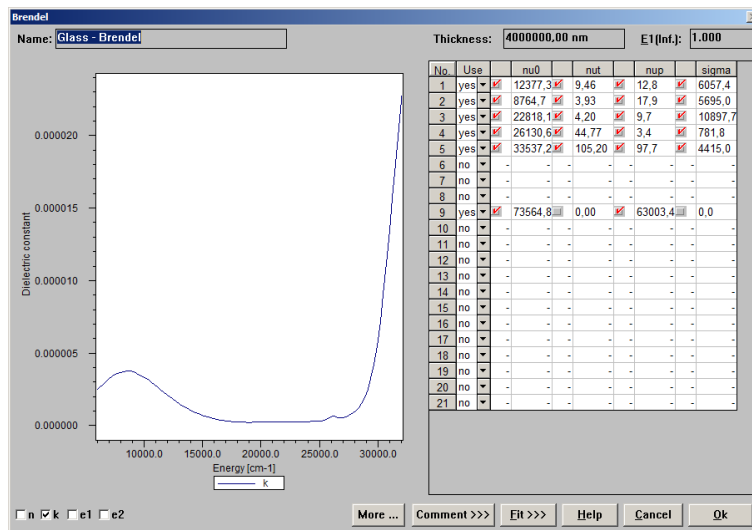 Brendel
Name: Glass - Brendel Thickness: 4000000,00 nm E1(Inf.): 1.000
No. Use nu0 nut nup sigma
1 yes 12377,3 9,46 12,8 6057,4
2 yes 8764,7 3,93 17,9 5695,0
3 yes 22818,1 4,20 9,7 10897,7
4 yes 26130,6 44,77 3,4 781,8
5 yes 33537,2 105,20 97,7 4415,0
6 no - - - - - - - -
7 no - - - - - - - -
8 no - - - - - - - -
9 yes 73564,8 0,00 63003,4 0,0
10 no - - - - - - - -
11 no - - - - - - - -
12 no - - - - - - - -
13 no - - - - - - - -
14 no - - - - - - - -
15 no - - - - - - - -
16 no - - - - - - - -
17 no - - - - - - - -
18 no - - - - - - - -
19 no - - - - - - - -
20 no - - - - - - - -
21 no - - - - - - - -
Dielectric constant
0.000020
0.000015
0.000010
0.000005
0.000000
10000.0 15000.0 20000.0 25000.0 30000.0
Energy [cm-1]
k
n k e1 e2
More ... Comment >>> Fit >>> Help Cancel Ok